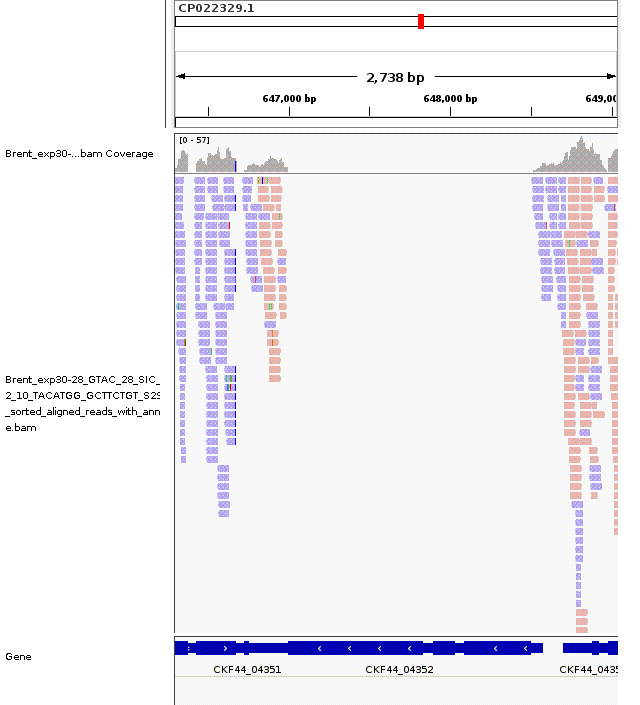 CP022329.1
2,738 bp
647,000 bp 648,000 bp 649,00
[0 - 57]
Brent_exp30-...bam Coverage
Brent_exp30-28_GTAC_28_SIC_
2_10_TACATGG_GCTTCTGT_S2
_sorted_aligned_reads_with_ann
e.bam
Gene
CKF44_04351 CKF44_04352 CKF44_0435